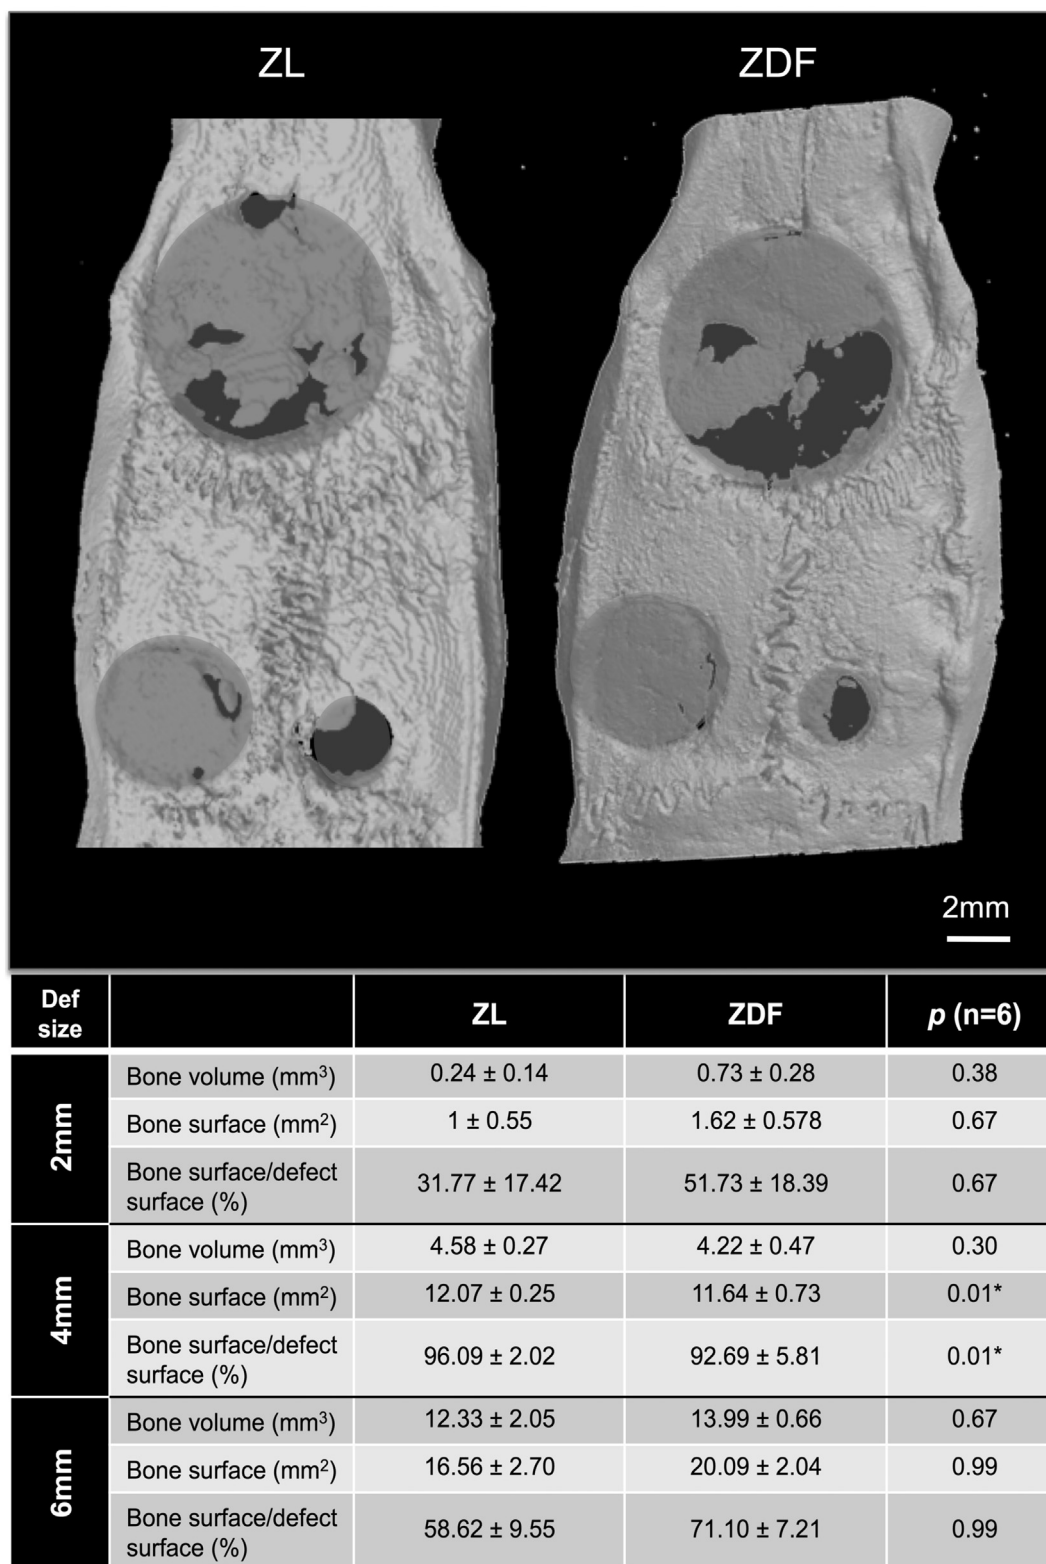 ZL ZDF
2mm
Def size ZL ZDF p (n=6)
2mm
Bone volume (mm³) 0.24 ± 0.14 0.73 ± 0.28 0.38
Bone surface (mm²) 1 ± 0.55 1.62 ± 0.578 0.67
Bone surface/defect
surface (%) 31.77 ± 17.42 51.73 ± 18.39 0.67
4mm
Bone volume (mm³) 4.58 ± 0.27 4.22 ± 0.47 0.30
Bone surface (mm²) 12.07 ± 0.25 11.64 ± 0.73 0.01*
Bone surface/defect
surface (%) 96.09 ± 2.02 92.69 ± 5.81 0.01*
6mm
Bone volume (mm³) 12.33 ± 2.05 13.99 ± 0.66 0.67
Bone surface (mm²) 16.56 ± 2.70 20.09 ± 2.04 0.99
Bone surface/defect
surface (%) 58.62 ± 9.55 71.10 ± 7.21 0.99